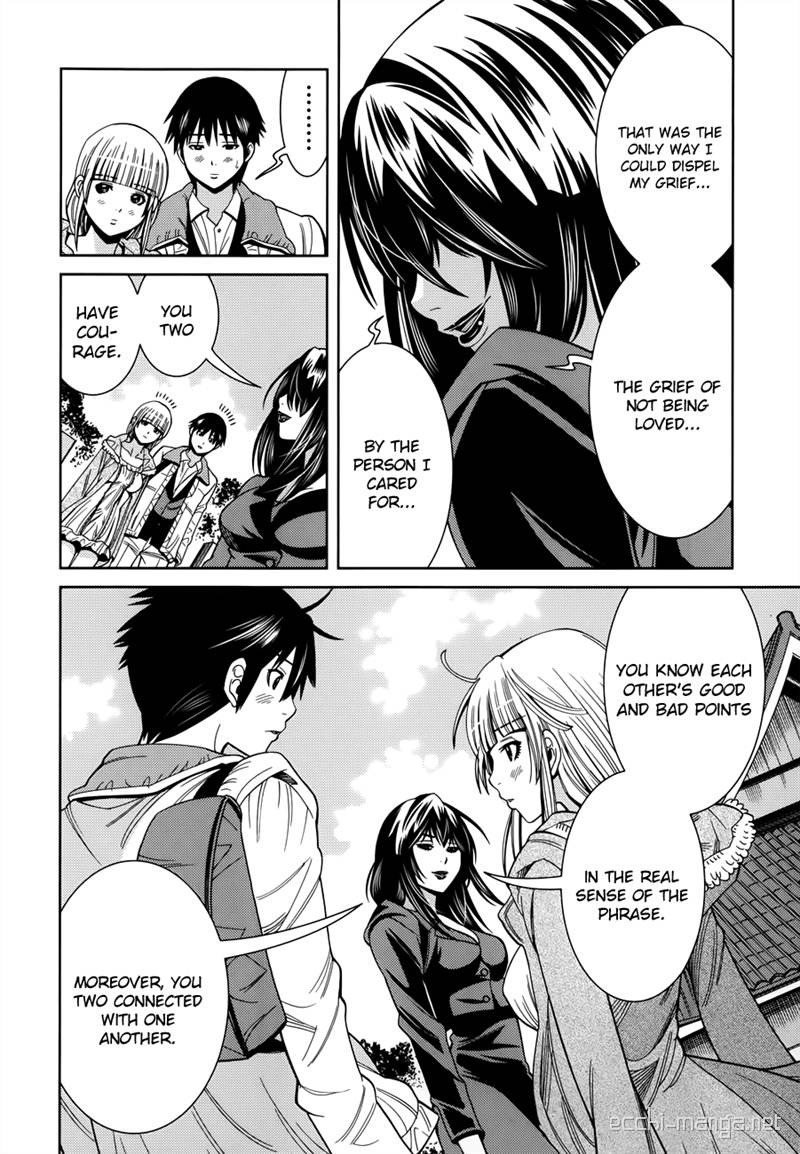 THAT WAS THE
ONLY WAY I
COULD DISPEL
MY GRIEF...
THE GRIEF OF
NOT BEING
LOVED...
BY THE
PERSON I
CARED
FOR...
........
YOU
TWO
HAVE
COU-
RAGE.
YOU KNOW EACH
OTHER'S GOOD
AND BAD POINTS
IN THE REAL
SENSE OF THE
PHRASE.
MOREOVER, YOU
TWO CONNECTED
WITH ONE
ANOTHER.
ecchi-manga.net